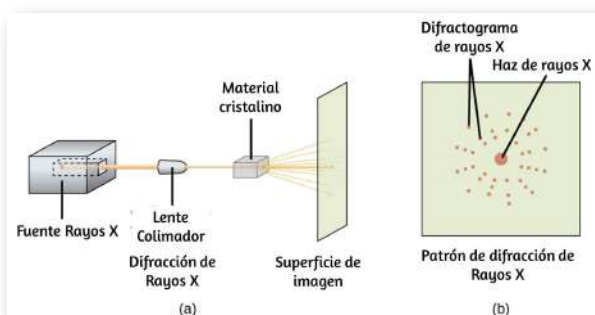 Difractograma
de rayos X
Haz de rayos X
Material
cristalino
Fuente Rayos X
Lente
Colimador
Difracción de
Rayos X
Superficie de
imagen
Patrón de difracción de
Rayos X
(a)
(b)